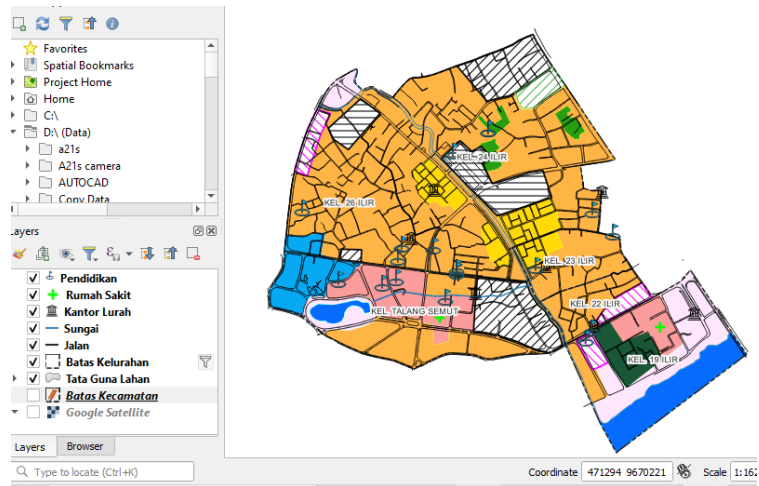 Favorites
Spatial Bookmarks
Project Home
Home
C:\
D:\ (Data)
a21s
A21s camera
AUTOCAD
Copy Data
Layers
Pendidikan
Rumah Sakit
Kantor Lurah
Sungai
Jalan
Batas Kelurahan
Tata Guna Lahan
Batas Kecamatan
Google Satellite
Layers
Browser
Type to locate (Ctrl+K)
KEL. 24 ILIR
KEL. 26 ILIR
KEL. 23 ILIR
KEL. 22 ILIR
KEL. TALANG SEMUT
KEL. 19 ILIR
Coordinate 471294 9670221
Scale 1:162